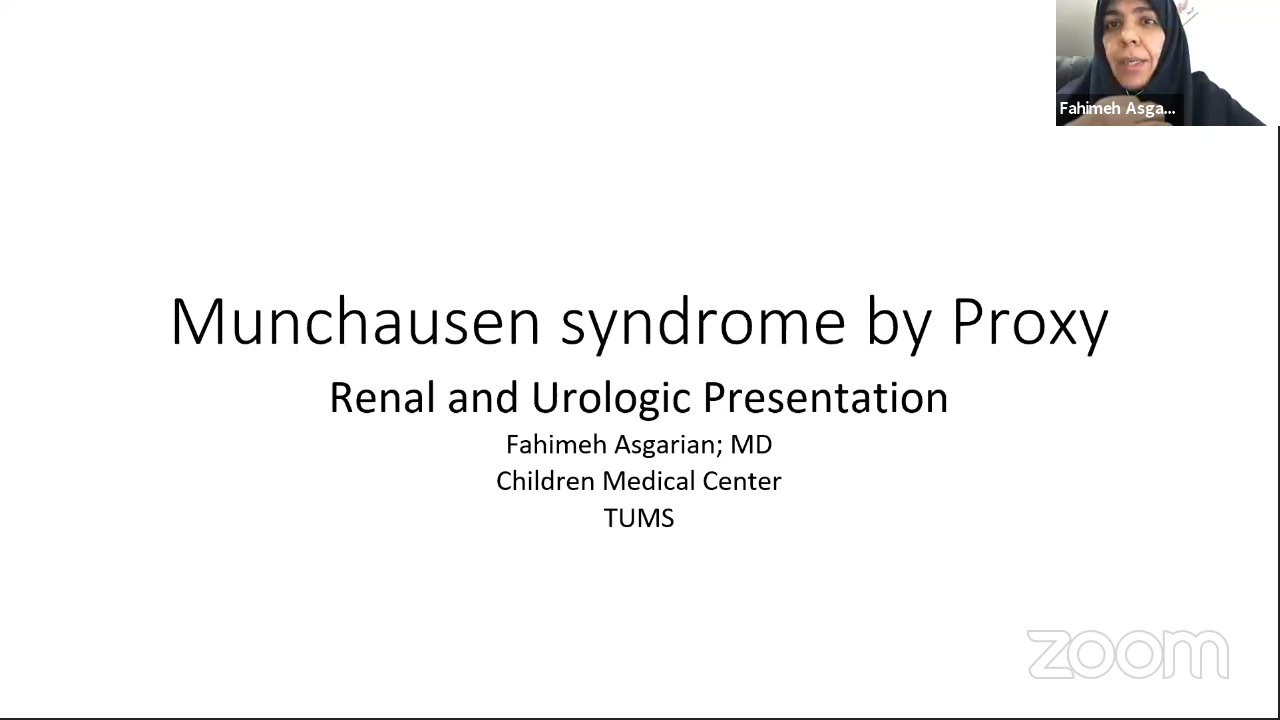 Fahimeh Asga...
Munchausen syndrome by Proxy
Renal and Urologic Presentation
Fahimeh Asgarian; MD
Children Medical Center
TUMS
zoom